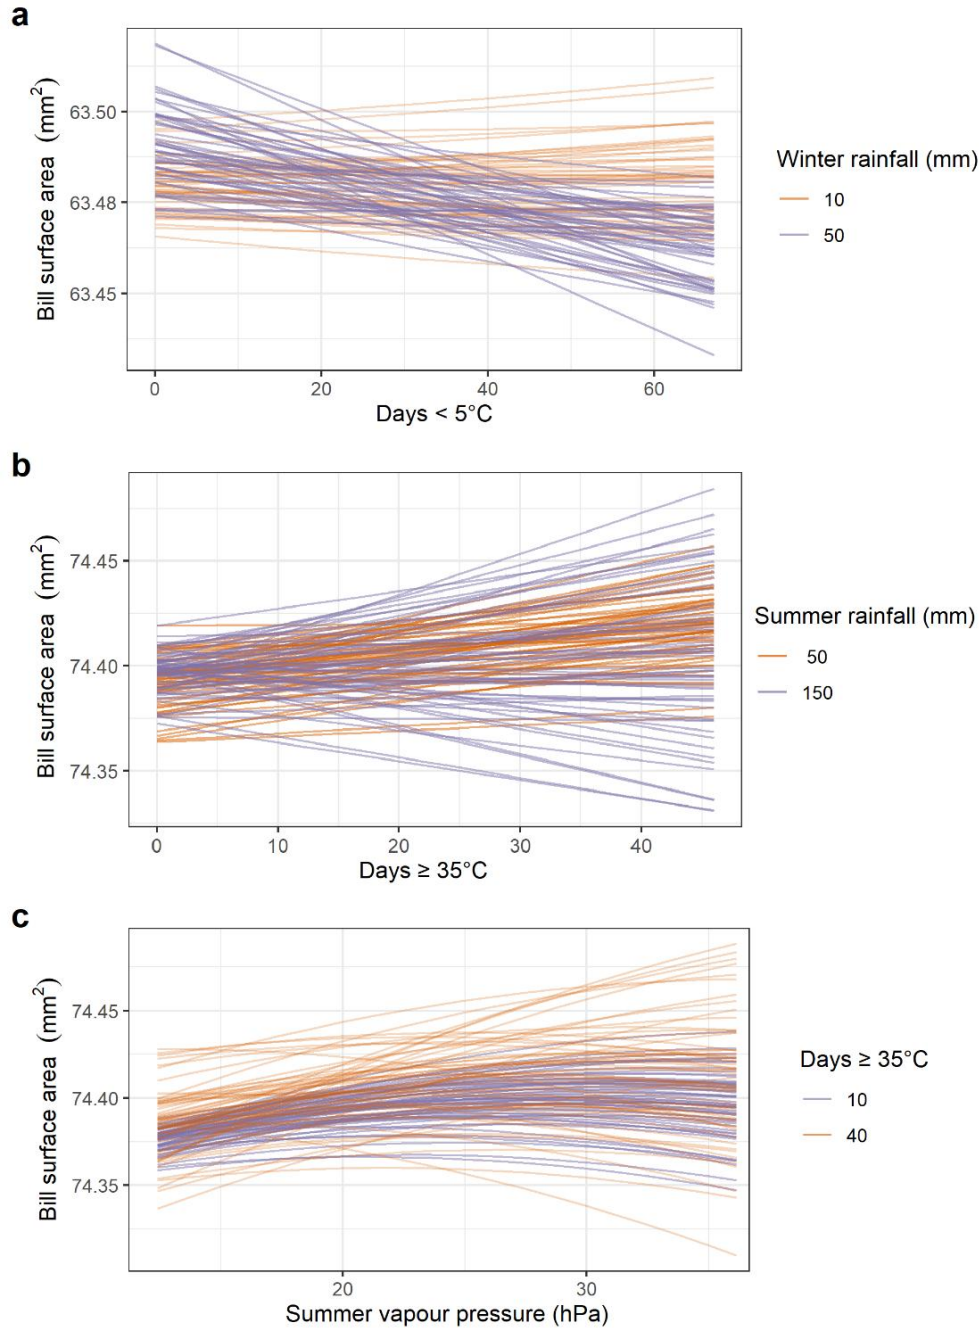 a
Bill surface area (mm²)
63.50
63.48
63.45
0 20 40 60
Days < 5°C
Winter rainfall (mm)
10
50
b
Bill surface area (mm²)
74.45
74.40
74.35
0 10 20 30 40
Days ≥ 35°C
Summer rainfall (mm)
50
150
c
Bill surface area (mm²)
74.45
74.40
74.35
20 30
Summer vapour pressure (hPa)
Days ≥ 35°C
10
40